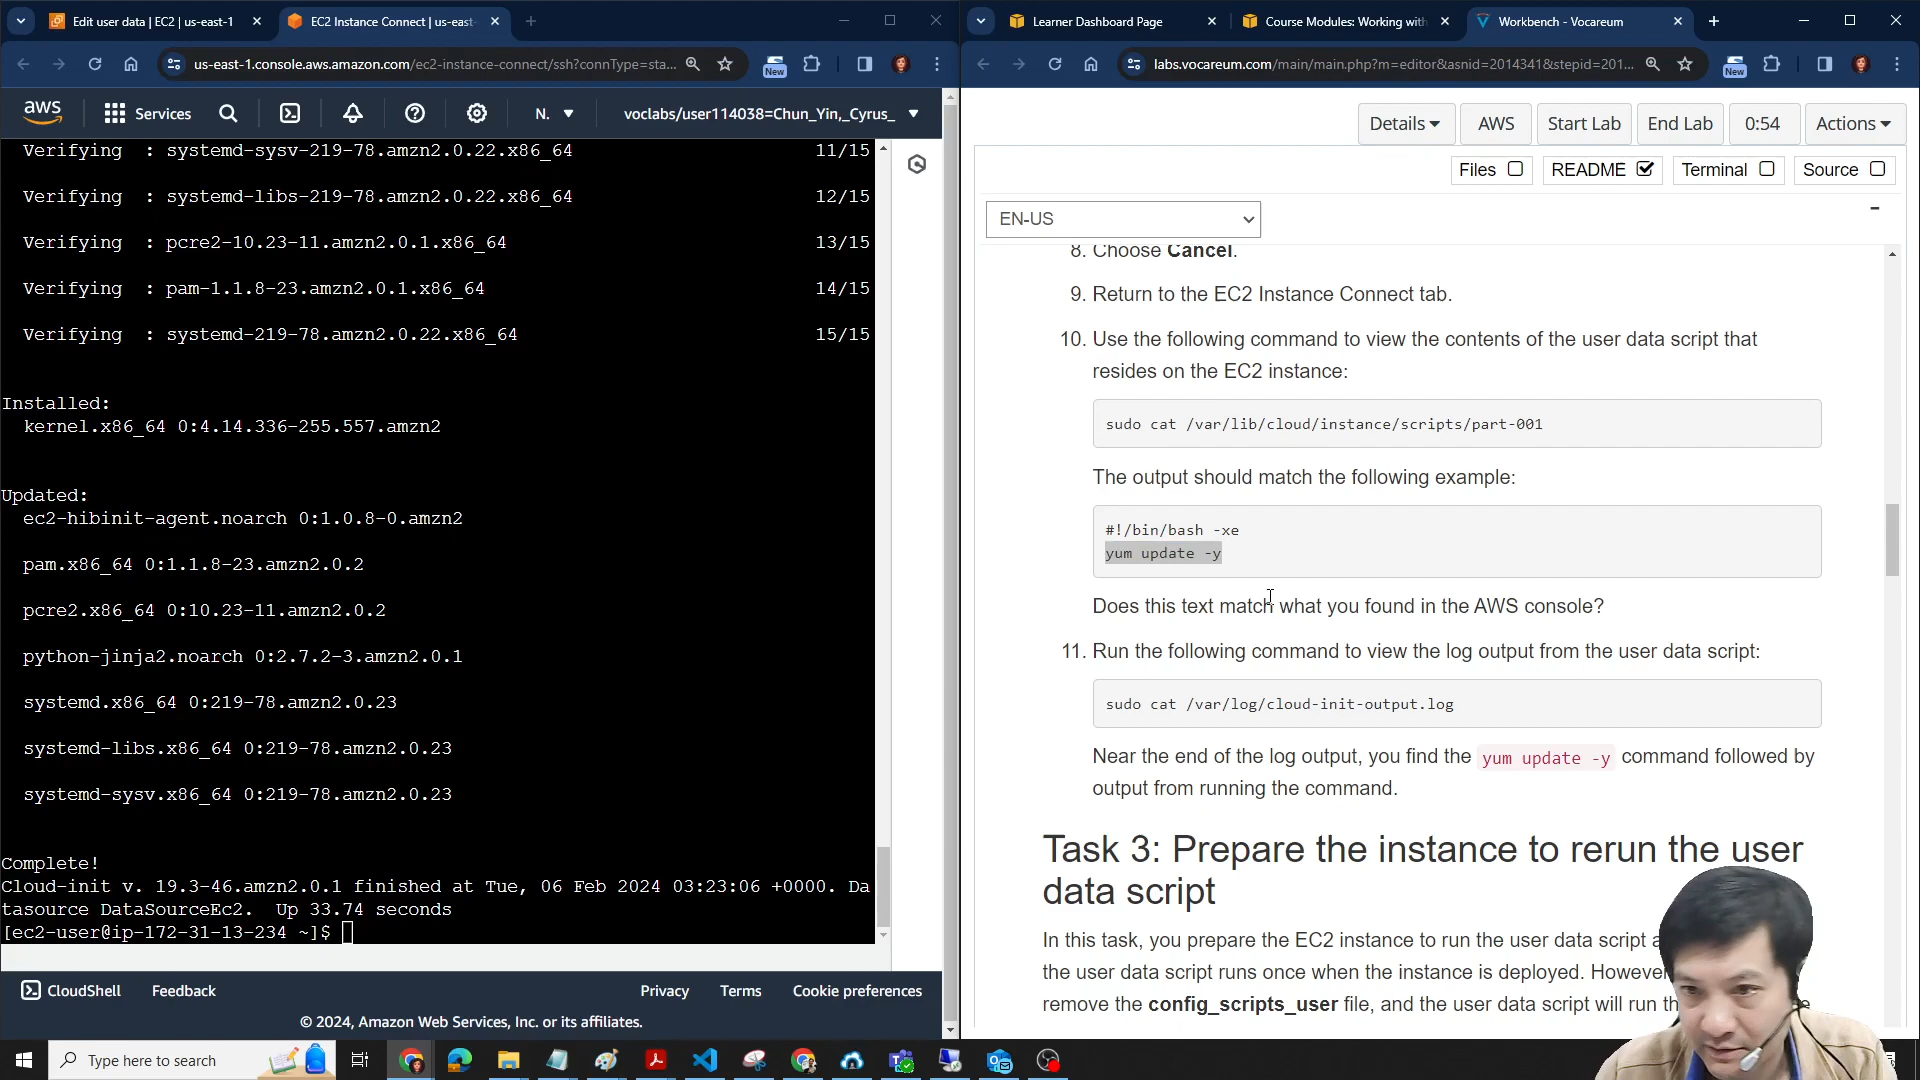 Edit user data | EC2 | us-east-1
EC2 Instance Connect | us-east-
us-east-1.console.aws.amazon.com/ec2-instance-connect/ssh?connType=sta...
New
aws
Services
N.
voclabs/user114038=Chun_Yin,_Cyrus_
Verifying : systemd-sysv-219-78.amzn2.0.22.x86_64 11/15
Verifying : systemd-libs-219-78.amzn2.0.22.x86_64 12/15
Verifying : pcre2-10.23-11.amzn2.0.1.x86_64 13/15
Verifying : pam-1.1.8-23.amzn2.0.1.x86_64 14/15
Verifying : systemd-219-78.amzn2.0.22.x86_64 15/15
Installed:
kernel.x86_64 0:4.14.336-255.557.amzn2
Updated:
ec2-hibinit-agent.noarch 0:1.0.8-0.amzn2
pam.x86_64 0:1.1.8-23.amzn2.0.2
pcre2.x86_64 0:10.23-11.amzn2.0.2
python-jinja2.noarch 0:2.7.2-3.amzn2.0.1
systemd.x86_64 0:219-78.amzn2.0.23
systemd-libs.x86_64 0:219-78.amzn2.0.23
systemd-sysv.x86_64 0:219-78.amzn2.0.23
Complete!
Cloud-init v. 19.3-46.amzn2.0.1 finished at Tue, 06 Feb 2024 03:23:06 +0000. Da
tasource DataSourceEc2. Up 33.74 seconds
[ec2-user@ip-172-31-13-234 ~]$
CloudShell
Feedback
Privacy
Terms
Cookie preferences
© 2024, Amazon Web Services, Inc. or its affiliates.
Learner Dashboard Page
Course Modules: Working with
Workbench - Vocareum
labs.vocareum.com/main/main.php?m=editor&asnid=2014341&stepid=201...
New
Details
AWS
Start Lab
End Lab
0:54
Actions
Files
README
Terminal
Source
EN-US
8. Choose Cancel.
9. Return to the EC2 Instance Connect tab.
10. Use the following command to view the contents of the user data script that
resides on the EC2 instance:
sudo cat /var/lib/cloud/instance/scripts/part-001
The output should match the following example:
#!/bin/bash -xe
yum update -y
Does this text match what you found in the AWS console?
11. Run the following command to view the log output from the user data script:
sudo cat /var/log/cloud-init-output.log
Near the end of the log output, you find the yum update -y command followed by
output from running the command.
Task 3: Prepare the instance to rerun the user
data script
In this task, you prepare the EC2 instance to run the user data script
the user data script runs once when the instance is deployed.
remove the config_scripts_user file, and the user data script will run
Type here to search